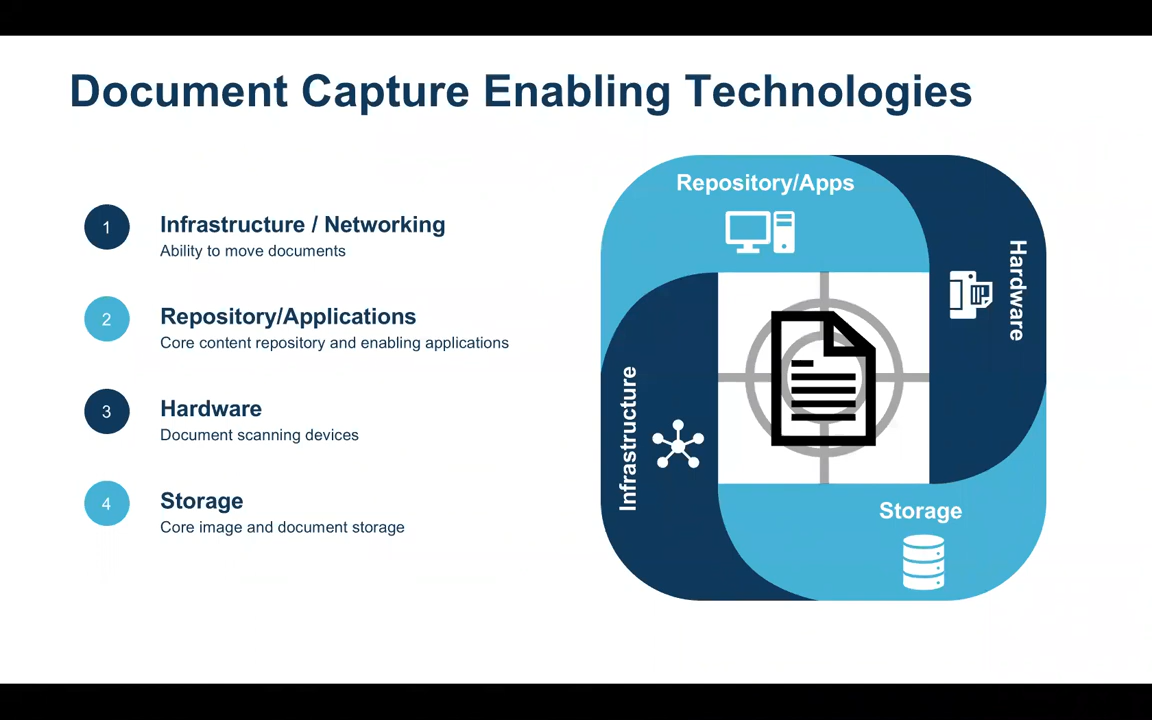 Document Capture Enabling Technologies
1
Infrastructure / Networking
Ability to move documents
2
Repository/Applications
Core content repository and enabling applications
3
Hardware
Document scanning devices
4
Storage
Core image and document storage
Repository/Apps
Hardware
Infrastructure
Storage